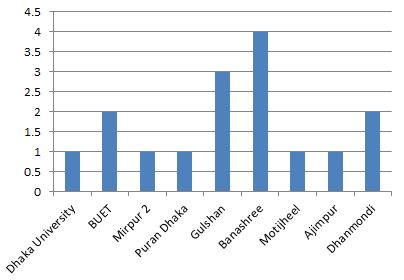 4.5
4
3.5
3
2.5
2
1.5
1
0.5
0
Dhaka University
BUET
Mirpur 2
Puran Dhaka
Gulshan
Banashree
Motijheel
Ajimpur
Dhanmondi